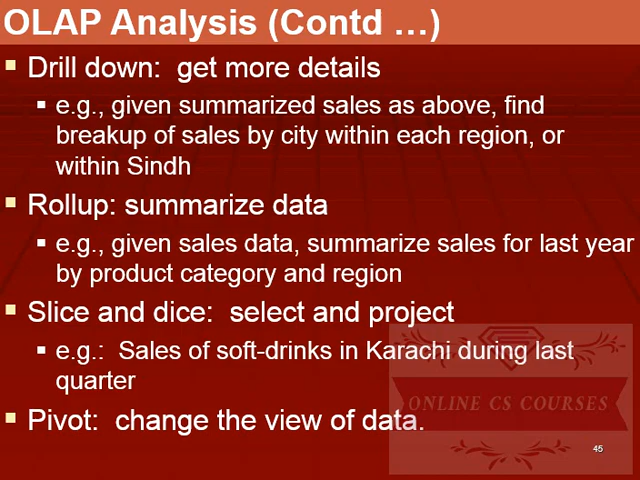 OLAP Analysis (Contd …)
Drill down: get more details
e.g., given summarized sales as above, find
breakup of sales by city within each region, or
within Sindh
Rollup: summarize data
e.g., given sales data, summarize sales for last year
by product category and region
Slice and dice: select and project
e.g.: Sales of soft-drinks in Karachi during last
quarter
ONLINE CS COURSES
Pivot: change the view of data.
45